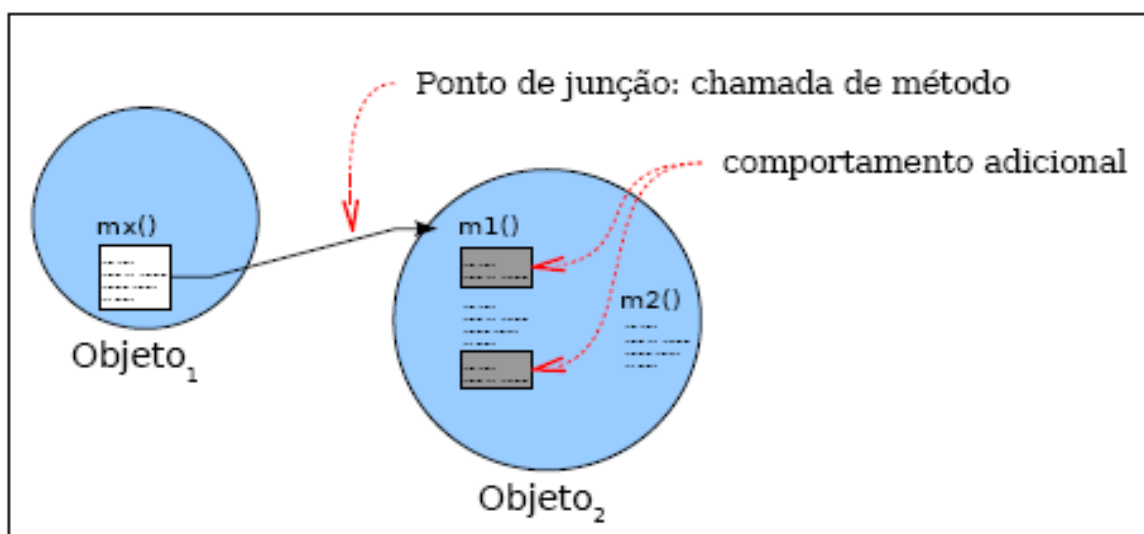 Ponto de junção: chamada de método
comportamento adicional
mx()
m1()
m2()
Objeto1
Objeto2